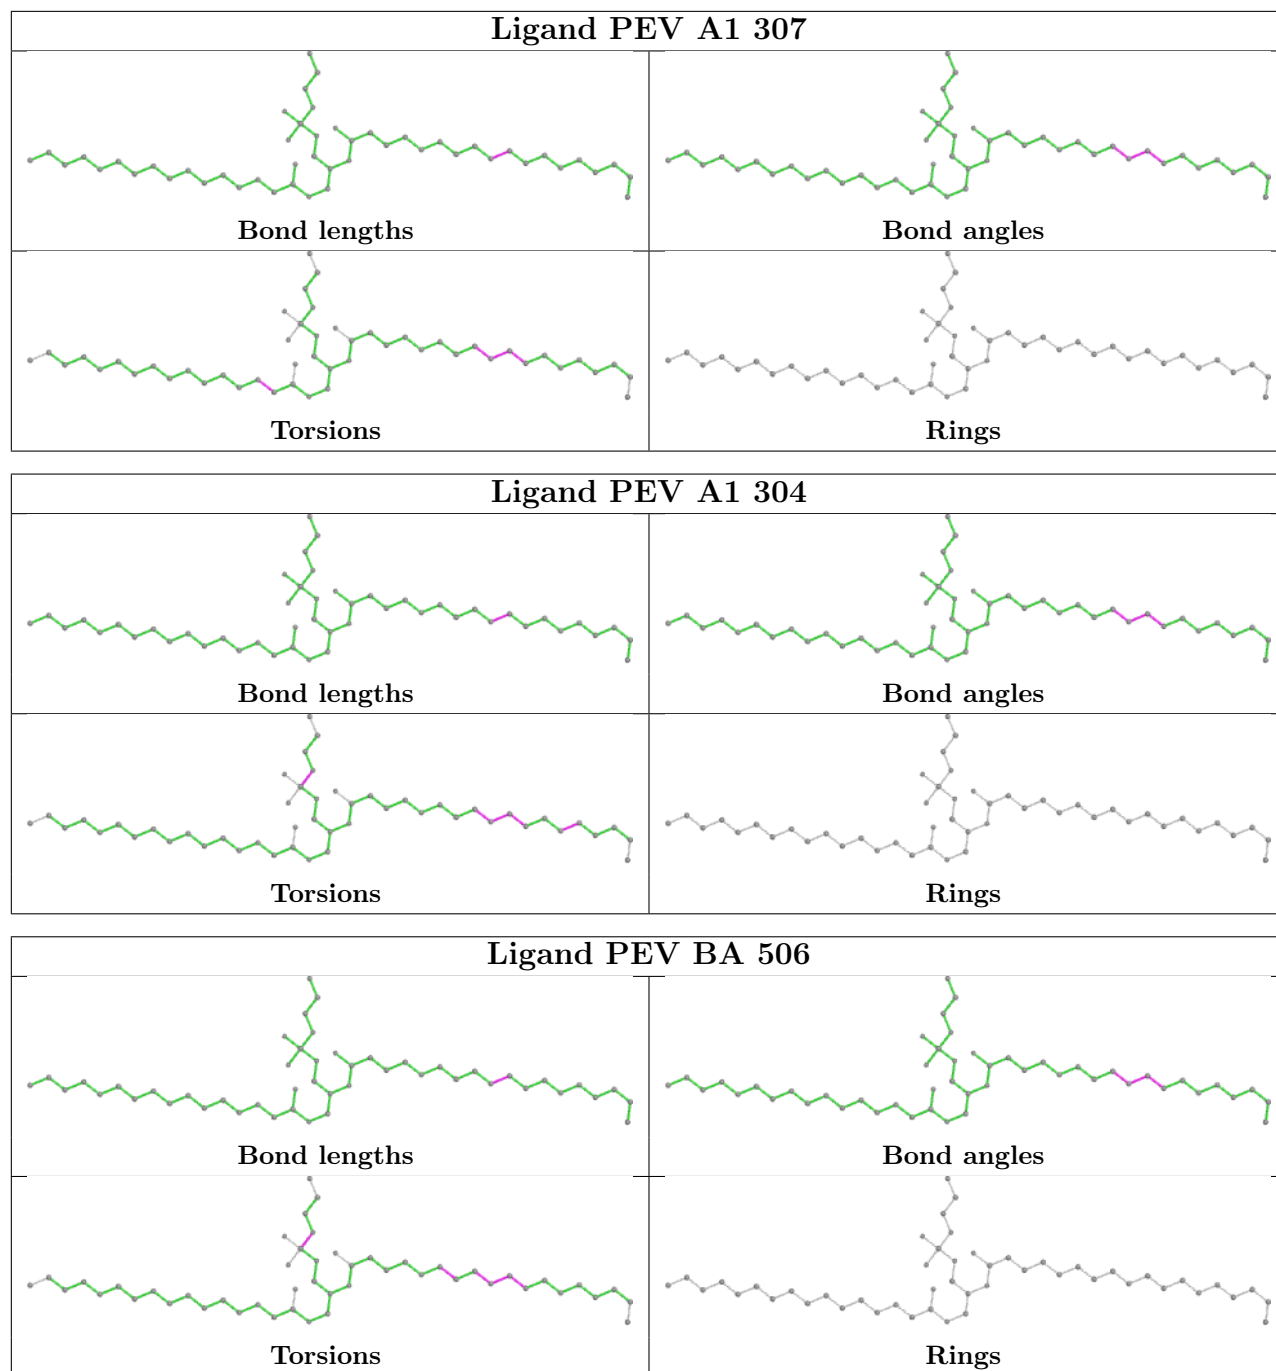 Ligand PEV A1 307
Bond lengths
Bond angles
Torsions
Rings
Ligand PEV A1 304
Bond lengths
Bond angles
Torsions
Rings
Ligand PEV BA 506
Bond lengths
Bond angles
Torsions
Rings